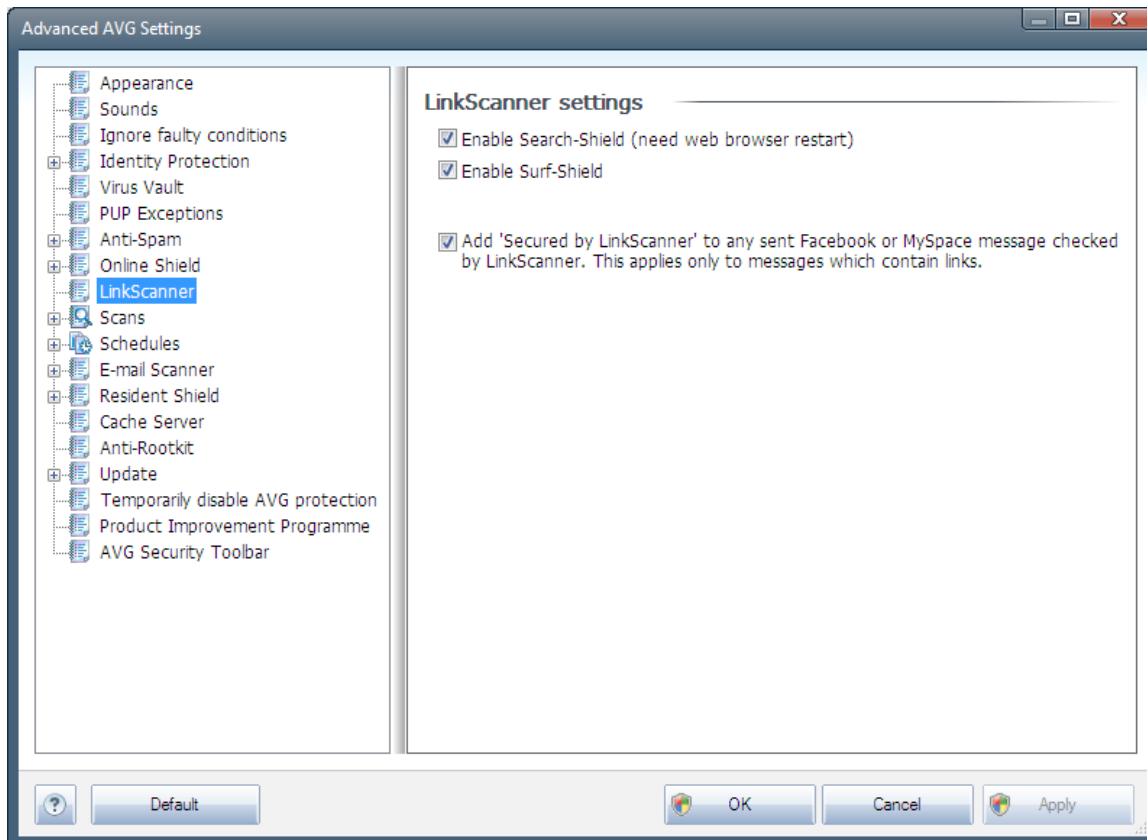 Advanced AVG Settings
Appearance
Sounds
Ignore faulty conditions
Identity Protection
Virus Vault
PUP Exceptions
Anti-Spam
Online Shield
LinkScanner
Scans
Schedules
E-mail Scanner
Resident Shield
Cache Server
Anti-Rootkit
Update
Temporarily disable AVG protection
Product Improvement Programme
AVG Security Toolbar
LinkScanner settings
Enable Search-Shield (need web browser restart)
Enable Surf-Shield
Add 'Secured by LinkScanner' to any sent Facebook or MySpace message checked
by LinkScanner. This applies only to messages which contain links.
? Default OK Cancel Apply